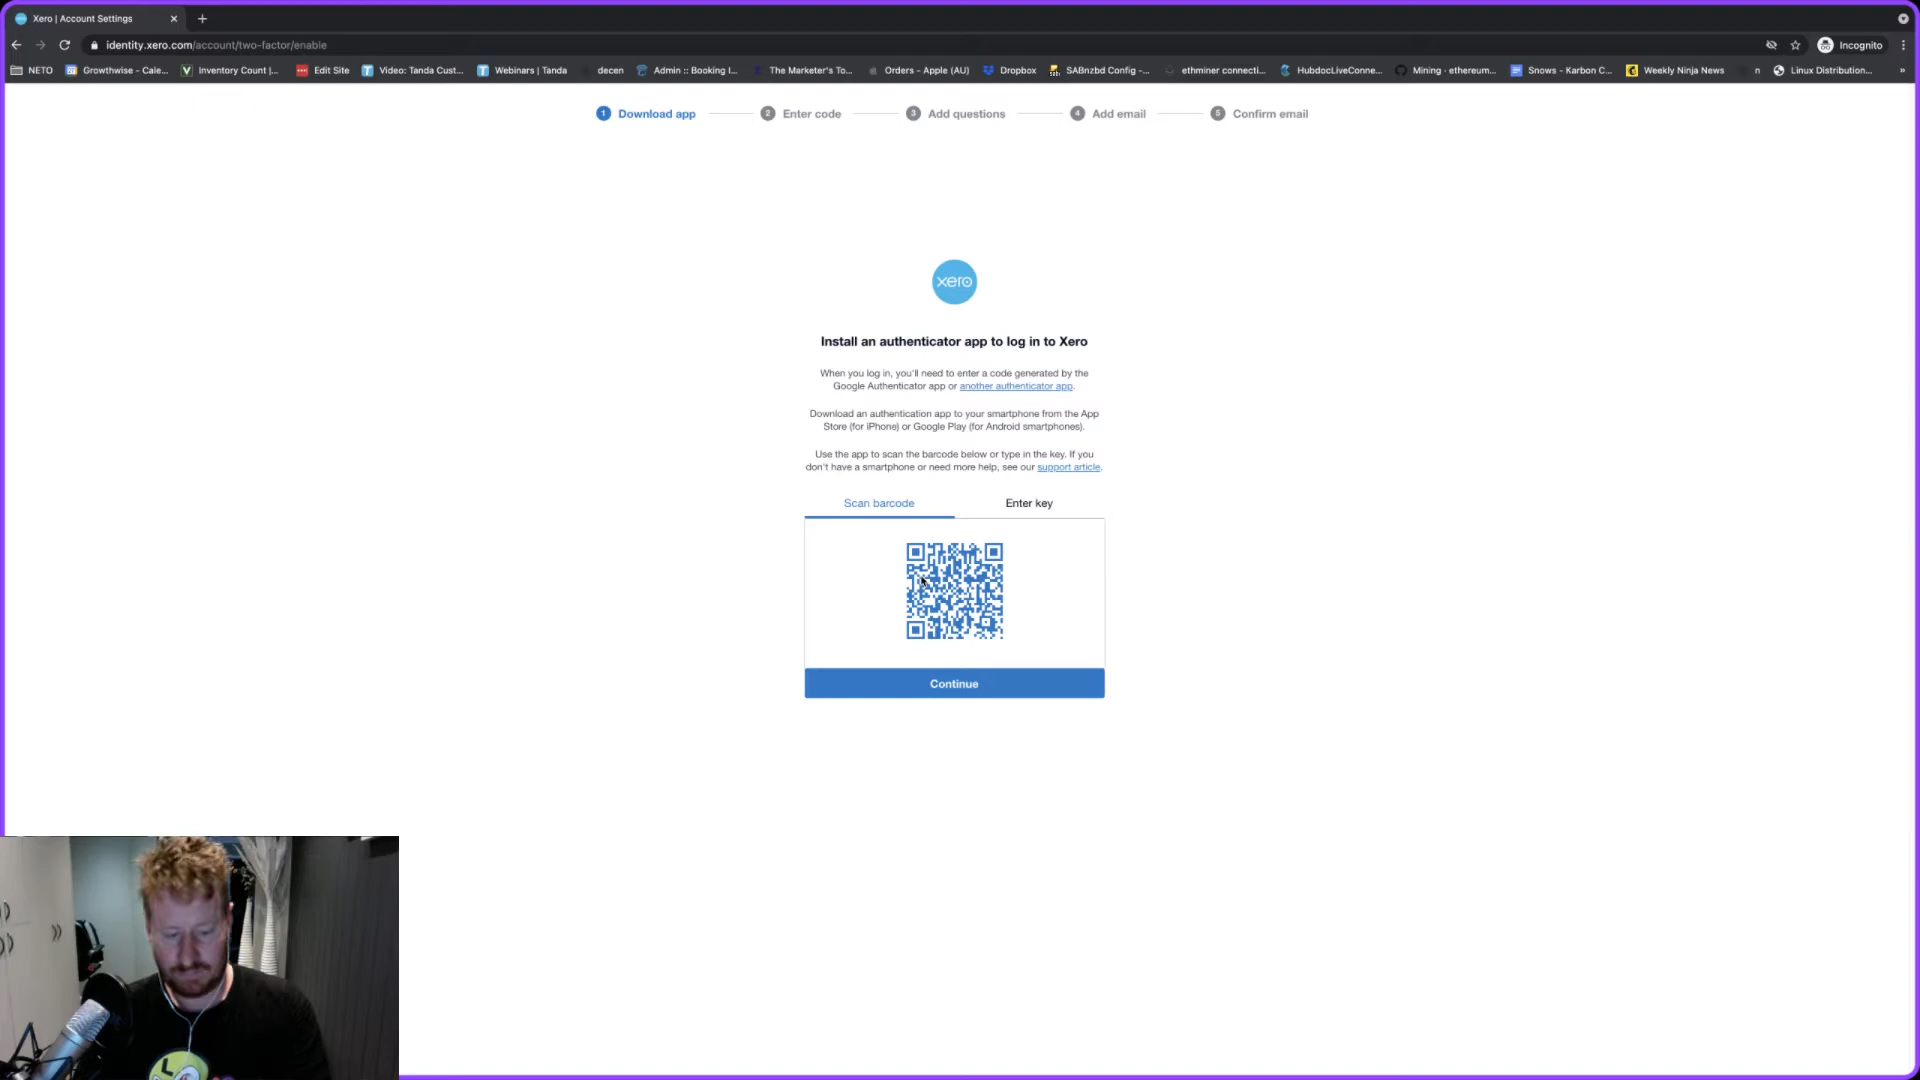 Xero | Account Settings
identity.xero.com/account/two-factor/enable
Incognito
NETO
Growthwise - Cale...
Inventory Count |...
Edit Site
Video: Tanda Cust...
Webinars | Tanda
decen
Admin :: Booking I...
The Marketer's To...
Orders - Apple (AU)
Dropbox
SABnzbd Config -...
ethminer connecti...
HubdocLiveConne...
Mining · ethereum...
Snows - Karbon C...
Weekly Ninja News
n
Linux Distribution...
»
1 Download app
2 Enter code
3 Add questions
4 Add email
5 Confirm email
xero
Install an authenticator app to log in to Xero
When you log in, you'll need to enter a code generated by the
Google Authenticator app or another authenticator app.
Download an authentication app to your smartphone from the App
Store (for iPhone) or Google Play (for Android smartphones).
Use the app to scan the barcode below or type in the key. If you
don't have a smartphone or need more help, see our support article.
Scan barcode
Enter key
Continue